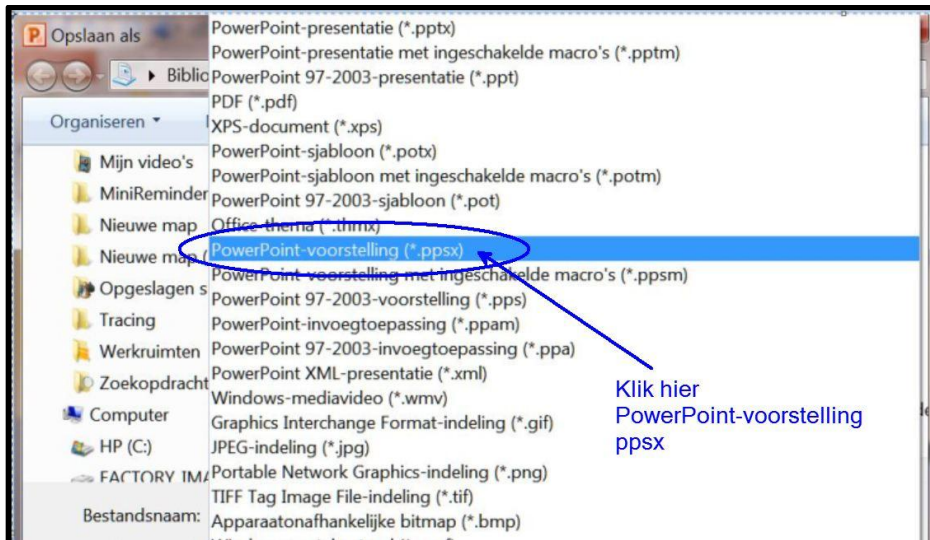 Opslaan als
Biblio
Organiseren
Mijn video's
MiniReminder
Nieuwe map
Nieuwe map (
Opgeslagen s
Tracing
Werkruimten
Zoekopdracht
Computer
HP (C:)
FACTORY IMA
Bestandsnaam:
PowerPoint-presentatie (*.pptx)
PowerPoint-presentatie met ingeschakelde macro's (*.pptm)
PowerPoint 97-2003-presentatie (*.ppt)
PDF (*.pdf)
XPS-document (*.xps)
PowerPoint-sjabloon (*.potx)
PowerPoint-sjabloon met ingeschakelde macro's (*.potm)
PowerPoint 97-2003-sjabloon (*.pot)
Office-thema (*.thmx)
PowerPoint-voorstelling (*.ppsx)
PowerPoint-voorstelling met ingeschakelde macro's (*.ppsm)
PowerPoint 97-2003-voorstelling (*.pps)
PowerPoint-invoegtoepassing (*.ppam)
PowerPoint 97-2003-invoegtoepassing (*.ppa)
PowerPoint XML-presentatie (*.xml)
Windows-mediavideo (*.wmv)
Graphics Interchange Format-indeling (*.gif)
JPEG-indeling (*.jpg)
Portable Network Graphics-indeling (*.png)
TIFF Tag Image File-indeling (*.tif)
Apparaatonafhankelijke bitmap (*.bmp)
Klik hier
PowerPoint-voorstelling
ppsx